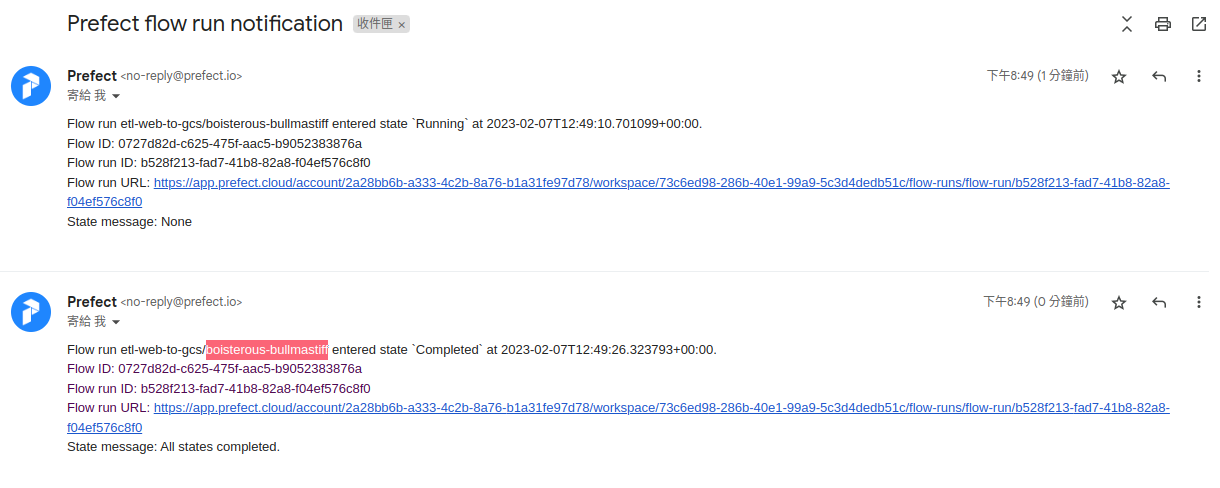 Prefect flow run notification 收件匣 ×
Prefect <no-reply@prefect.io> 下午8:49 (1 分鐘前)
寄給 我
Flow run etl-web-to-gcs/boisterous-bullmastiff entered state `Running` at 2023-02-07T12:49:10.701099+00:00.
Flow ID: 0727d82d-c625-475f-aac5-b9052383876a
Flow run ID: b528f213-fad7-41b8-82a8-f04ef576c8f0
Flow run URL: https://app.prefect.cloud/account/2a28bb6b-a333-4c2b-8a76-b1a31fe97d78/workspace/73c6ed98-286b-40e1-99a9-5c3d4dedb51c/flow-runs/flow-run/b528f213-fad7-41b8-82a8-
f04ef576c8f0
State message: None
Prefect <no-reply@prefect.io> 下午8:49 (0 分鐘前)
寄給 我
Flow run etl-web-to-gcs/boisterous-bullmastiff entered state `Completed` at 2023-02-07T12:49:26.323793+00:00.
Flow ID: 0727d82d-c625-475f-aac5-b9052383876a
Flow run ID: b528f213-fad7-41b8-82a8-f04ef576c8f0
Flow run URL: https://app.prefect.cloud/account/2a28bb6b-a333-4c2b-8a76-b1a31fe97d78/workspace/73c6ed98-286b-40e1-99a9-5c3d4dedb51c/flow-runs/flow-run/b528f213-fad7-41b8-82a8-
f04ef576c8f0
State message: All states completed.